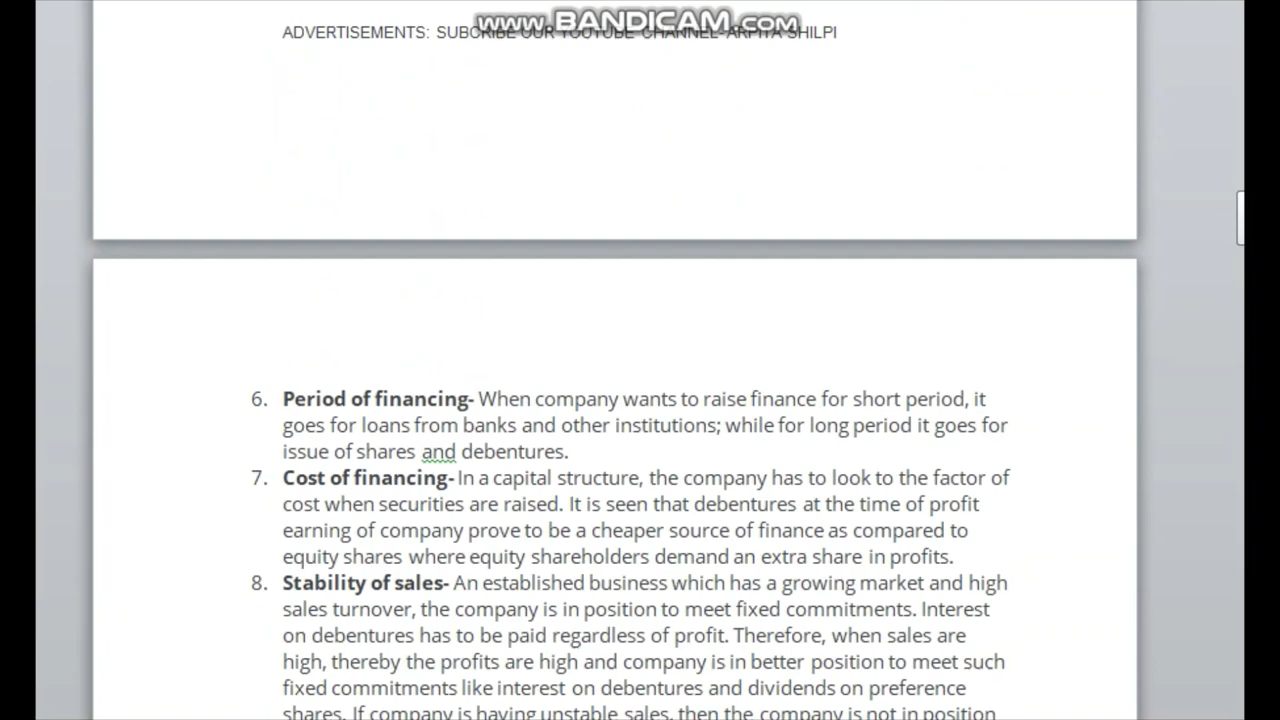 www.BANDICAM.com
ADVERTISEMENTS: SUBCRIBE OUR YOUTUBE CHANNEL- ARPITA SHILPI
6. Period of financing- When company wants to raise finance for short period, it
goes for loans from banks and other institutions; while for long period it goes for
issue of shares and debentures.
7. Cost of financing- In a capital structure, the company has to look to the factor of
cost when securities are raised. It is seen that debentures at the time of profit
earning of company prove to be a cheaper source of finance as compared to
equity shares where equity shareholders demand an extra share in profits.
8. Stability of sales- An established business which has a growing market and high
sales turnover, the company is in position to meet fixed commitments. Interest
on debentures has to be paid regardless of profit. Therefore, when sales are
high, thereby the profits are high and company is in better position to meet such
fixed commitments like interest on debentures and dividends on preference
shares. If company is having unstable sales, then the company is not in position